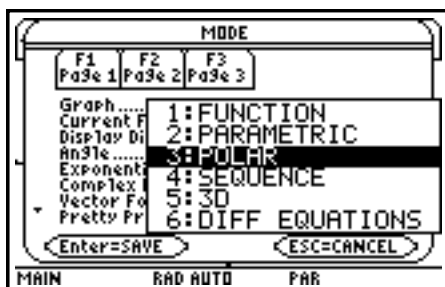 MODE
F1 F2 F3
Page 1 Page 2 Page 3
Graph......
Current F
Display Di
Angle......
Exponenti
Complex
Vector Fo
Pretty Pr
1:FUNCTION
2:PARAMETRIC
3:POLAR
4:SEQUENCE
5:3D
6:DIFF EQUATIONS
Enter=SAVE ESC=CANCEL
MAIN RAD AUTO PAR